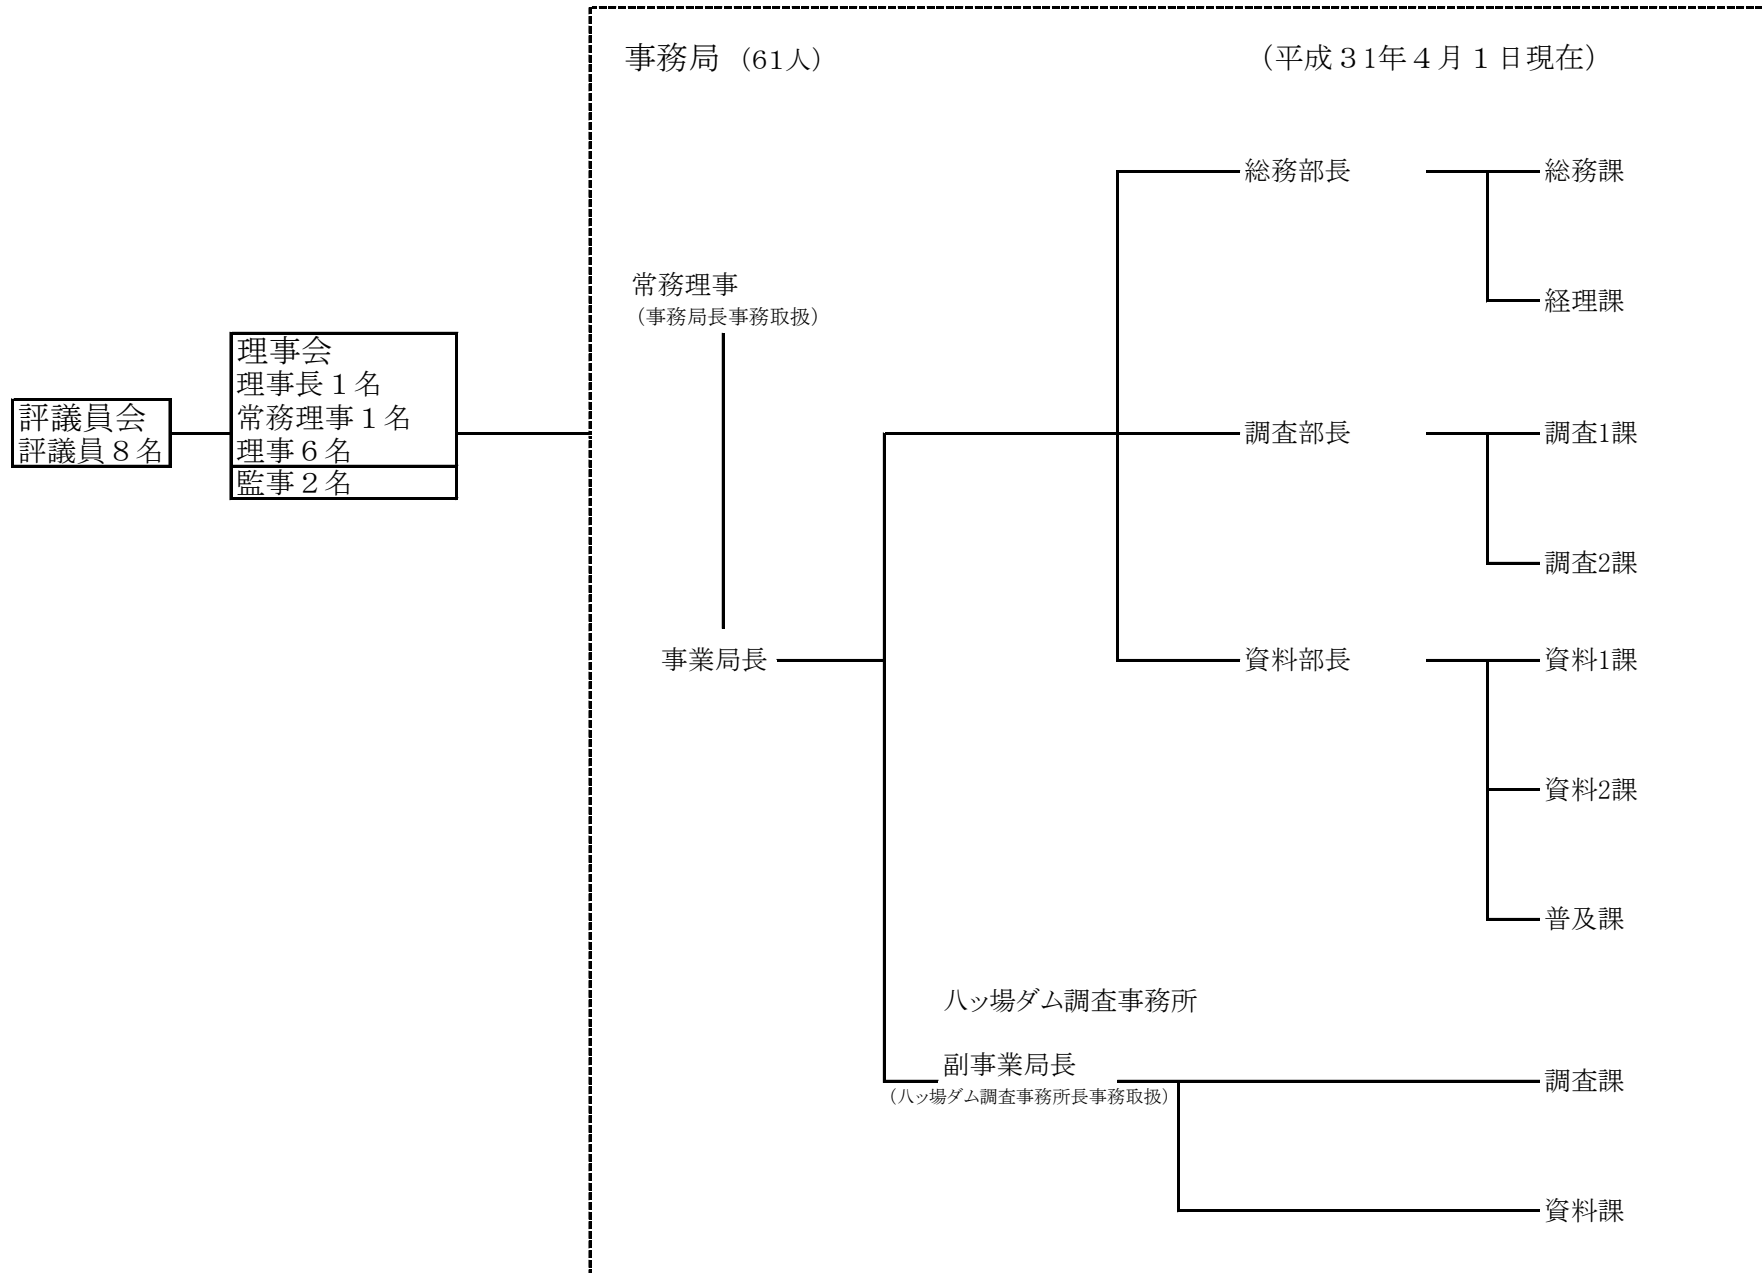 事務局（61人）
（平成３１年４月１日現在）
評議員会
評議員８名
理事会
理事長１名
常務理事１名
理事６名
監事２名
常務理事
（事務局長事務取扱）
事業局長
総務部長
総務課
経理課
調査部長
調査1課
調査2課
資料部長
資料1課
資料2課
普及課
八ッ場ダム調査事務所
副事業局長
（八ッ場ダム調査事務所長事務取扱）
調査課
資料課